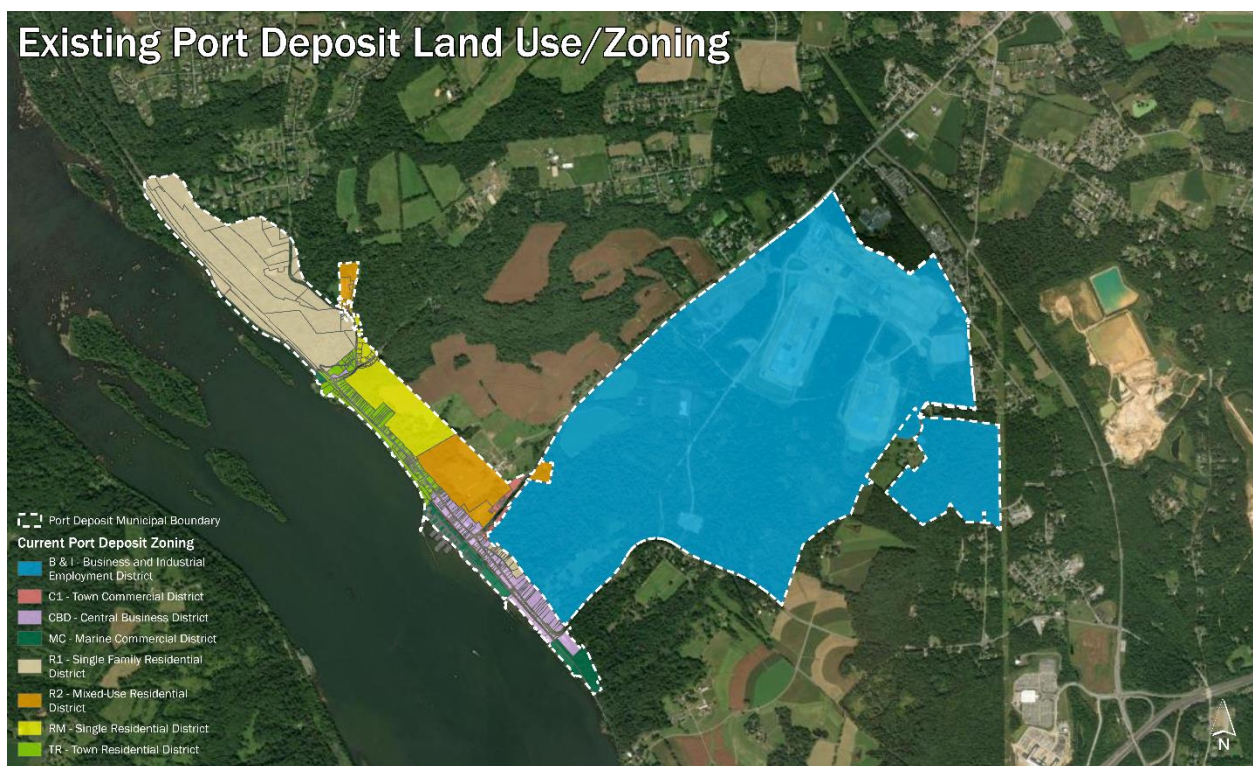 Existing Port Deposit Land Use/Zoning
Port Deposit Municipal Boundary
Current Port Deposit Zoning
B & I - Business and Industrial
Employment District
C1 - Town Commercial District
CBD - Central Business District
MC - Marine Commercial District
R1 - Single Family Residential
District
R2 - Mixed-Use Residential
District
RM - Single Residential District
TR - Town Residential District
N